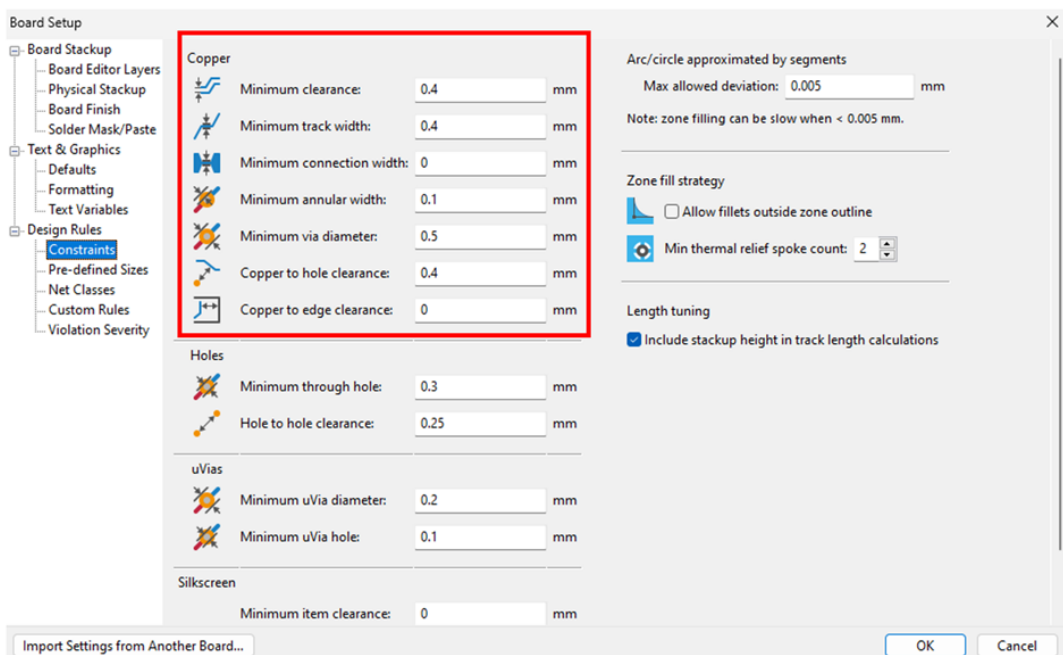 Board Setup
Board Stackup
Board Editor Layers
Physical Stackup
Board Finish
Solder Mask/Paste
Text & Graphics
Defaults
Formatting
Text Variables
Design Rules
Constraints
Pre-defined Sizes
Net Classes
Custom Rules
Violation Severity
Copper
Minimum clearance: 0.4 mm
Minimum track width: 0.4 mm
Minimum connection width: 0 mm
Minimum annular width: 0.1 mm
Minimum via diameter: 0.5 mm
Copper to hole clearance: 0.4 mm
Copper to edge clearance: 0 mm
Holes
Minimum through hole: 0.3 mm
Hole to hole clearance: 0.25 mm
uVias
Minimum uVia diameter: 0.2 mm
Minimum uVia hole: 0.1 mm
Silkscreen
Minimum item clearance: 0 mm
Arc/circle approximated by segments
Max allowed deviation: 0.005 mm
Note: zone filling can be slow when < 0.005 mm.
Zone fill strategy
Allow fillets outside zone outline
Min thermal relief spoke count: 2
Length tuning
Include stackup height in track length calculations
Import Settings from Another Board...
OK
Cancel